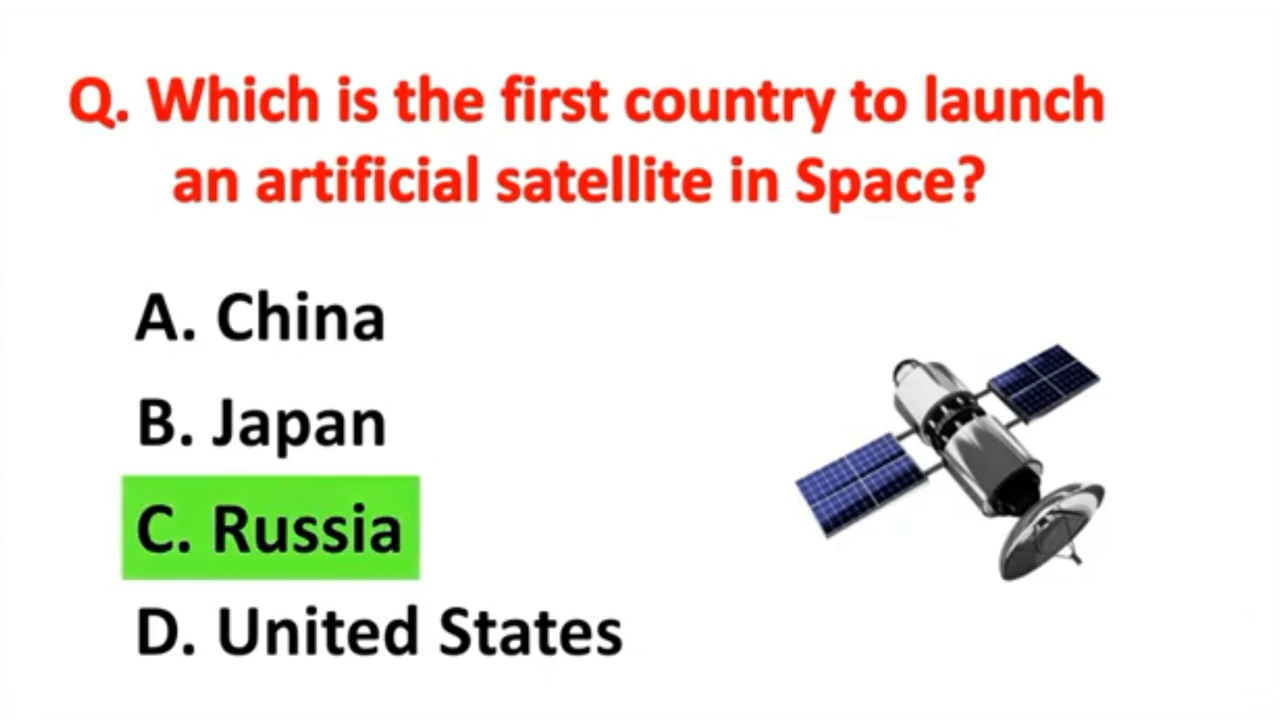 Q. Which is the first country to launch
an artificial satellite in Space?
A. China
B. Japan
C. Russia
D. United States